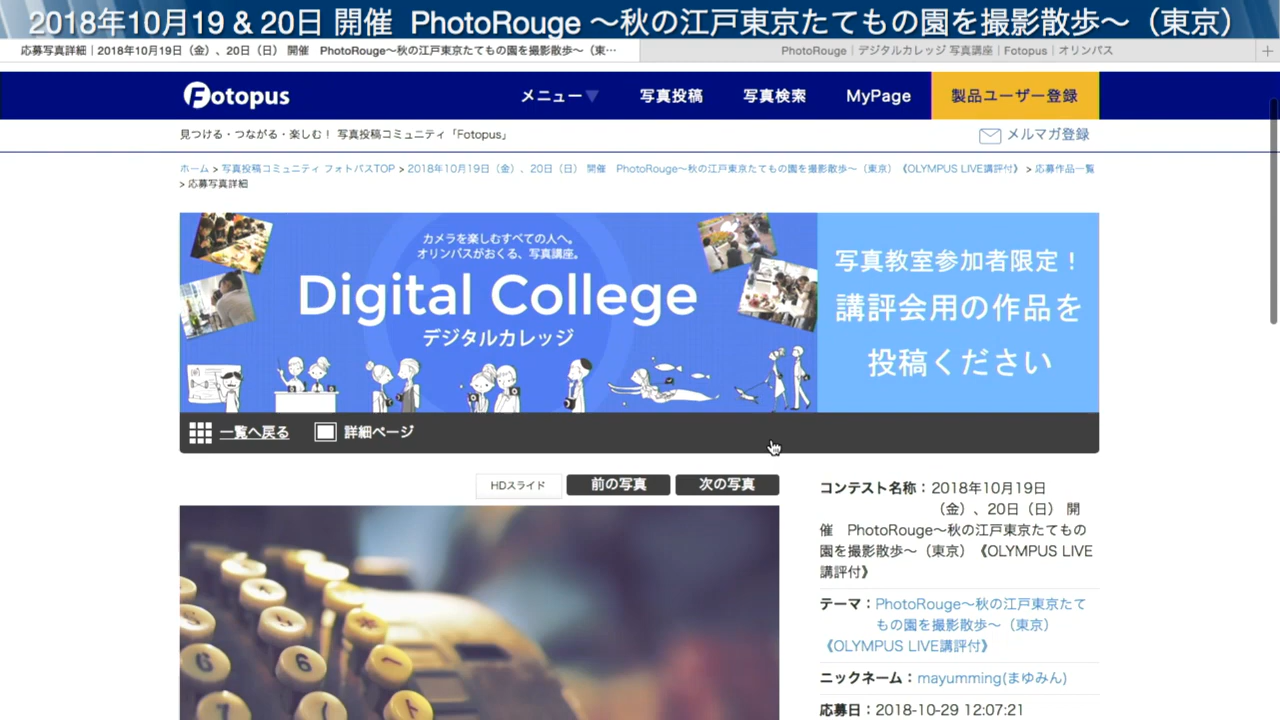 2018年10月19 & 20日 開催 PhotoRouge 〜秋の江戸東京たてもの園を撮影散歩〜（東京）
応募写真詳細｜2018年10月19日（金）、20日（日） 開催　PhotoRouge〜秋の江戸東京たてもの園を撮影散歩〜（東…
PhotoRouge｜デジタルカレッジ 写真講座｜Fotopus｜オリンパス
Fotopus
メニュー▼
写真投稿
写真検索
MyPage
製品ユーザー登録
見つける・つながる・楽しむ！ 写真投稿コミュニティ「Fotopus」
メルマガ登録
ホーム > 写真投稿コミュニティ フォトパスTOP > 2018年10月19日（金）、20日（日） 開催　PhotoRouge〜秋の江戸東京たてもの園を撮影散歩〜（東京）《OLYMPUS LIVE講評付》 > 応募作品一覧
> 応募写真詳細
カメラを楽しむすべての人へ。
オリンパスがおくる、写真講座。
Digital College
デジタルカレッジ
写真教室参加者限定！
講評会用の作品を
投稿ください
一覧へ戻る
詳細ページ
HDスライド
前の写真
次の写真
コンテスト名称：2018年10月19日
（金）、20日（日） 開
催　PhotoRouge〜秋の江戸東京たてもの
園を撮影散歩〜（東京）《OLYMPUS LIVE
講評付》
テーマ：PhotoRouge〜秋の江戸東京たて
もの園を撮影散歩〜（東京）
《OLYMPUS LIVE講評付》
ニックネーム：mayumming(まゆみん)
応募日：2018-10-29 12:07:21